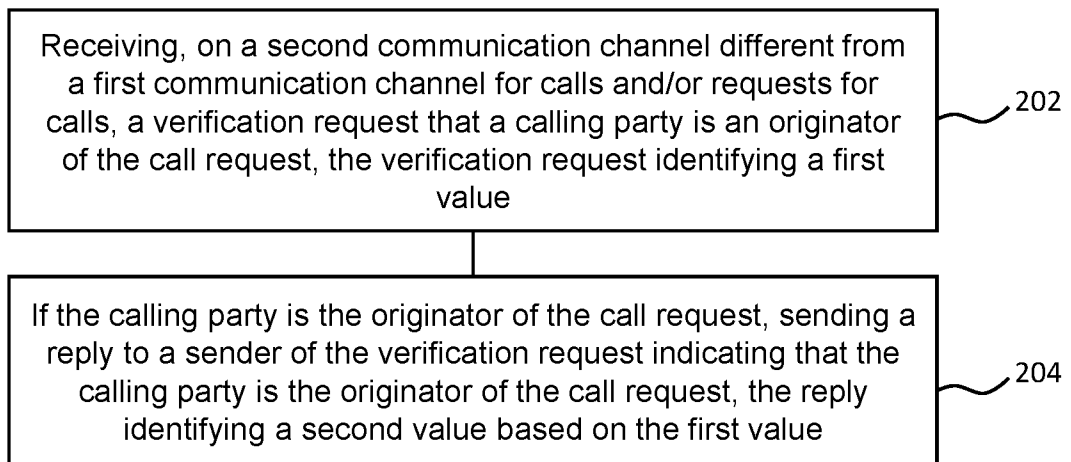 Receiving, on a second communication channel different from
a first communication channel for calls and/or requests for
calls, a verification request that a calling party is an originator
of the call request, the verification request identifying a first
value
202
If the calling party is the originator of the call request, sending a
reply to a sender of the verification request indicating that the
calling party is the originator of the call request, the reply
identifying a second value based on the first value
204